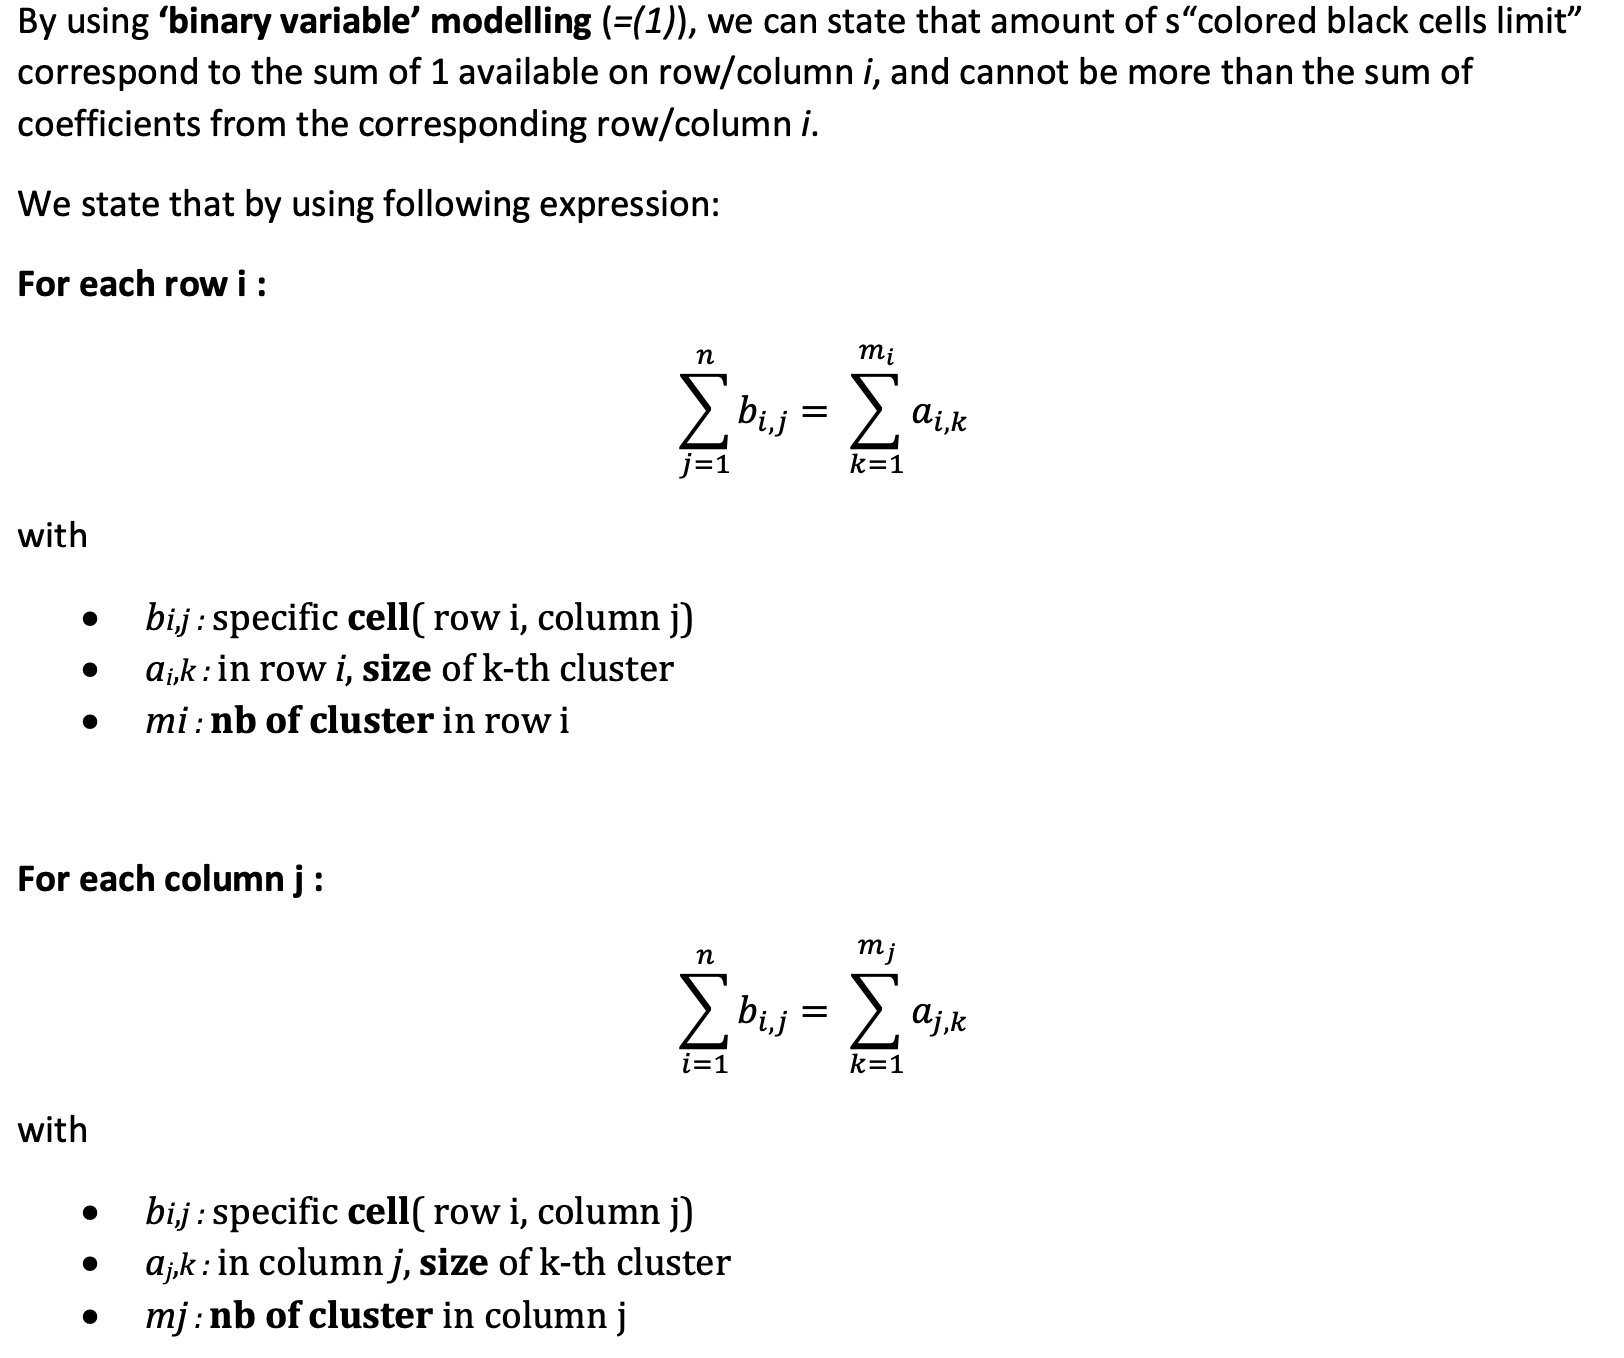 By using ‘binary variable’ modelling (=(1)), we can state that amount of s“colored black cells limit”
correspond to the sum of 1 available on row/column i, and cannot be more than the sum of
coefficients from the corresponding row/column i.
We state that by using following expression:
For each row i :
∑_{j=1}^{n} b_{i,j} = ∑_{k=1}^{m_i} a_{i,k}
with
• bi,j : specific cell( row i, column j)
• ai,k : in row i, size of k-th cluster
• mi : nb of cluster in row i
For each column j :
∑_{i=1}^{n} b_{i,j} = ∑_{k=1}^{m_j} a_{j,k}
with
• bi,j : specific cell( row i, column j)
• aj,k : in column j, size of k-th cluster
• mj : nb of cluster in column j